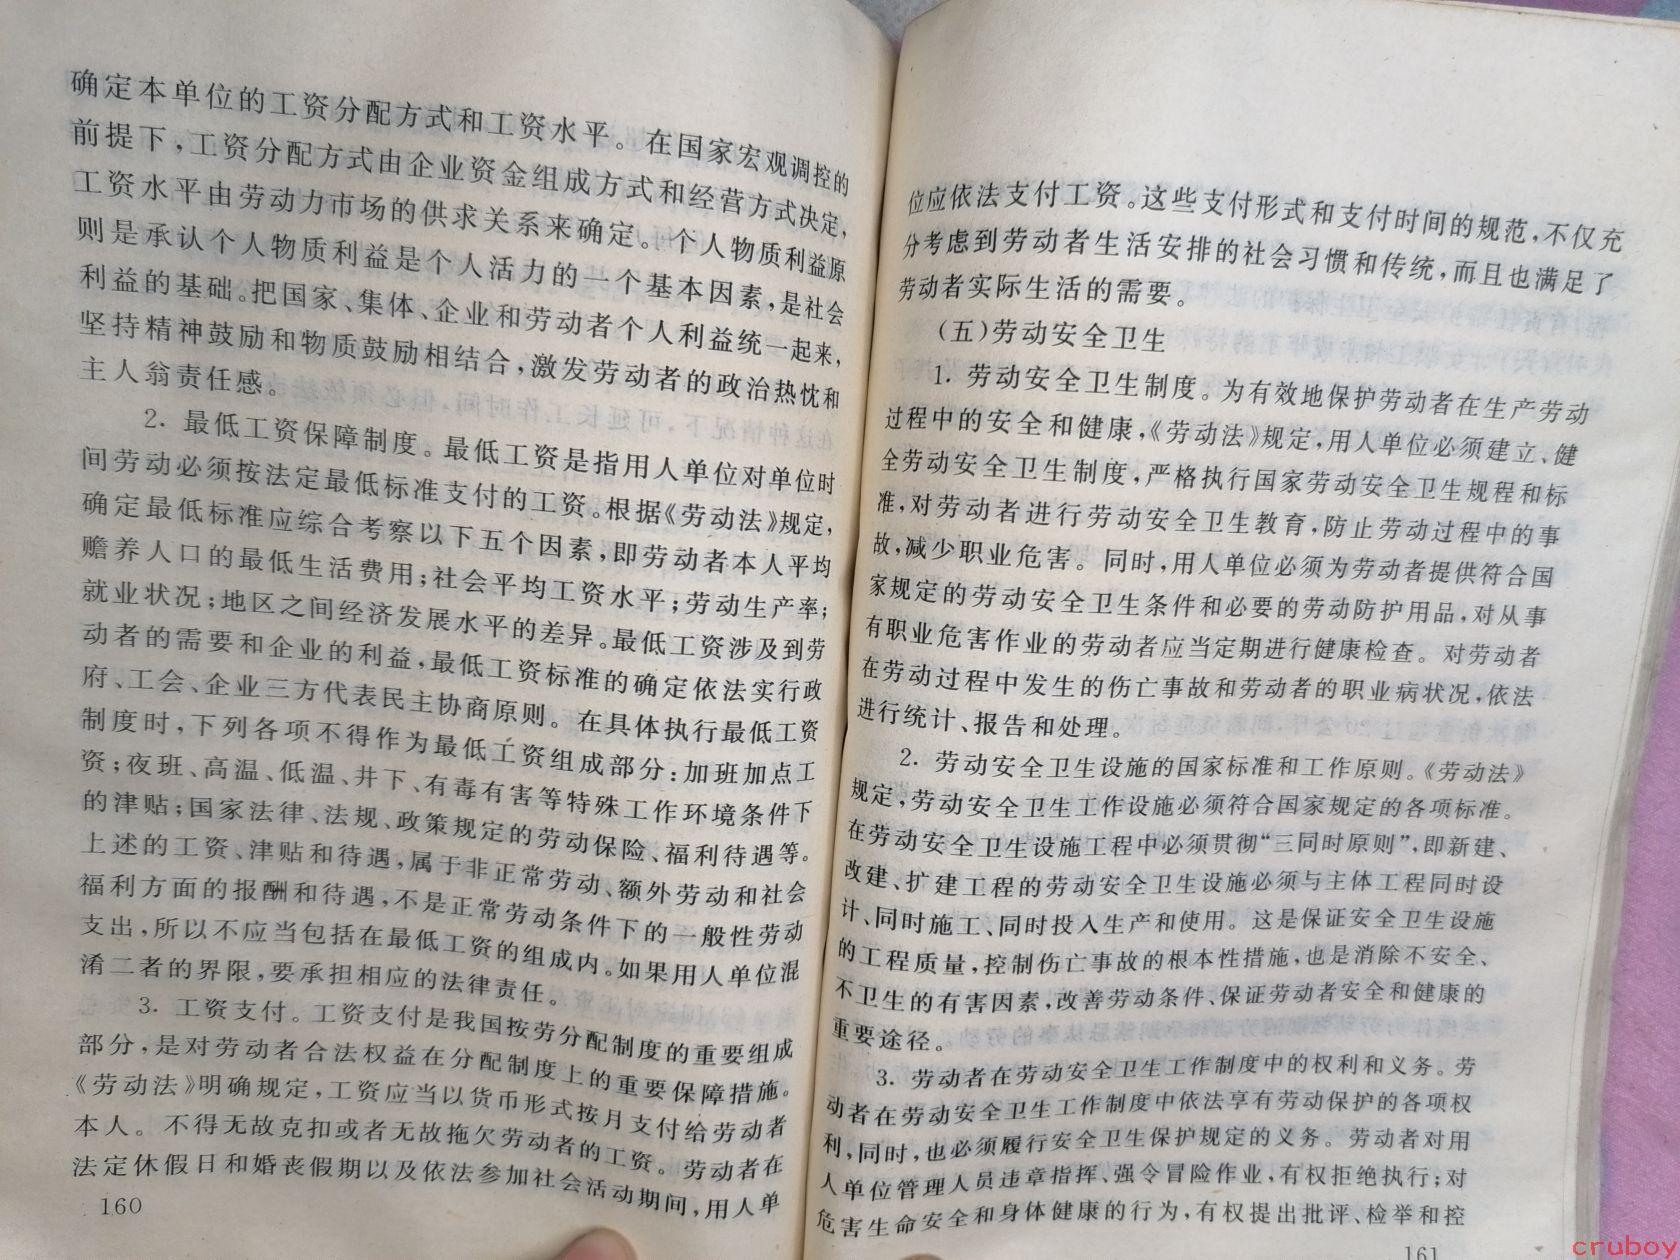 确定本单位的工资分配方式和工资水平。在国家宏观调控的
前提下，工资分配方式由企业资金组成方式和经营方式决定，
工资水平由劳动力市场的供求关系来确定。个人物质利益原
则是承认个人物质利益是个人活力的一个基本因素，是社会
利益的基础。把国家、集体、企业和劳动者个人利益统一起来，
坚持精神鼓励和物质鼓励相结合，激发劳动者的政治热忱和
主人翁责任感。
2. 最低工资保障制度。最低工资是指用人单位对单位时
间劳动必须按法定最低标准支付的工资。根据《劳动法》规定，
确定最低标准应综合考察以下五个因素，即劳动者本人平均
赡养人口的最低生活费用；社会平均工资水平；劳动生产率；
就业状况；地区之间经济发展水平的差异。最低工资涉及到劳
动者的需要和企业的利益，最低工资标准的确定依法实行政
府、工会、企业三方代表民主协商原则。在具体执行最低工资
制度时，下列各项不得作为最低工资组成部分：加班加点工
资；夜班、高温、低温、井下、有毒有害等特殊工作环境条件下
的津贴；国家法律、法规、政策规定的劳动保险、福利待遇等。
上述的工资、津贴和待遇，属于非正常劳动、额外劳动和社会
福利方面的报酬和待遇，不是正常劳动条件下的一般性劳动
支出，所以不应当包括在最低工资的组成内。如果用人单位混
淆二者的界限，要承担相应的法律责任。
3. 工资支付。工资支付是我国按劳分配制度的重要组成
部分，是对劳动者合法权益在分配制度上的重要保障措施。
《劳动法》明确规定，工资应当以货币形式按月支付给劳动者
本人。不得无故克扣或者无故拖欠劳动者的工资。劳动者在
法定休假日和婚丧假期以及依法参加社会活动期间，用人单
160
位应依法支付工资。这些支付形式和支付时间的规范，不仅充
分考虑到劳动者生活安排的社会习惯和传统，而且也满足了
劳动者实际生活的需要。
(五)劳动安全卫生
1. 劳动安全卫生制度。为有效地保护劳动者在生产劳动
过程中的安全和健康，《劳动法》规定，用人单位必须建立、健
全劳动安全卫生制度，严格执行国家劳动安全卫生规程和标
准，对劳动者进行劳动安全卫生教育，防止劳动过程中的事
故，减少职业危害。同时，用人单位必须为劳动者提供符合国
家规定的劳动安全卫生条件和必要的劳动防护用品，对从事
有职业危害作业的劳动者应当定期进行健康检查。对劳动者
在劳动过程中发生的伤亡事故和劳动者的职业病状况，依法
进行统计、报告和处理。
2. 劳动安全卫生设施的国家标准和工作原则。《劳动法》
规定，劳动安全卫生工作设施必须符合国家规定的各项标准。
在劳动安全卫生设施工程中必须贯彻“三同时原则”，即新建、
改建、扩建工程的劳动安全卫生设施必须与主体工程同时设
计、同时施工、同时投入生产和使用。这是保证安全卫生设施
的工程质量，控制伤亡事故的根本性措施，也是消除不安全、
不卫生的有害因素，改善劳动条件、保证劳动者安全和健康的
重要途径。
3. 劳动者在劳动安全卫生工作制度中的权利和义务。劳
动者在劳动安全卫生工作制度中依法享有劳动保护的各项权
利，同时，也必须履行安全卫生保护规定的义务。劳动者对用
人单位管理人员违章指挥、强令冒险作业，有权拒绝执行；对
危害生命安全和身体健康的行为，有权提出批评、检举和控
161
cruboy